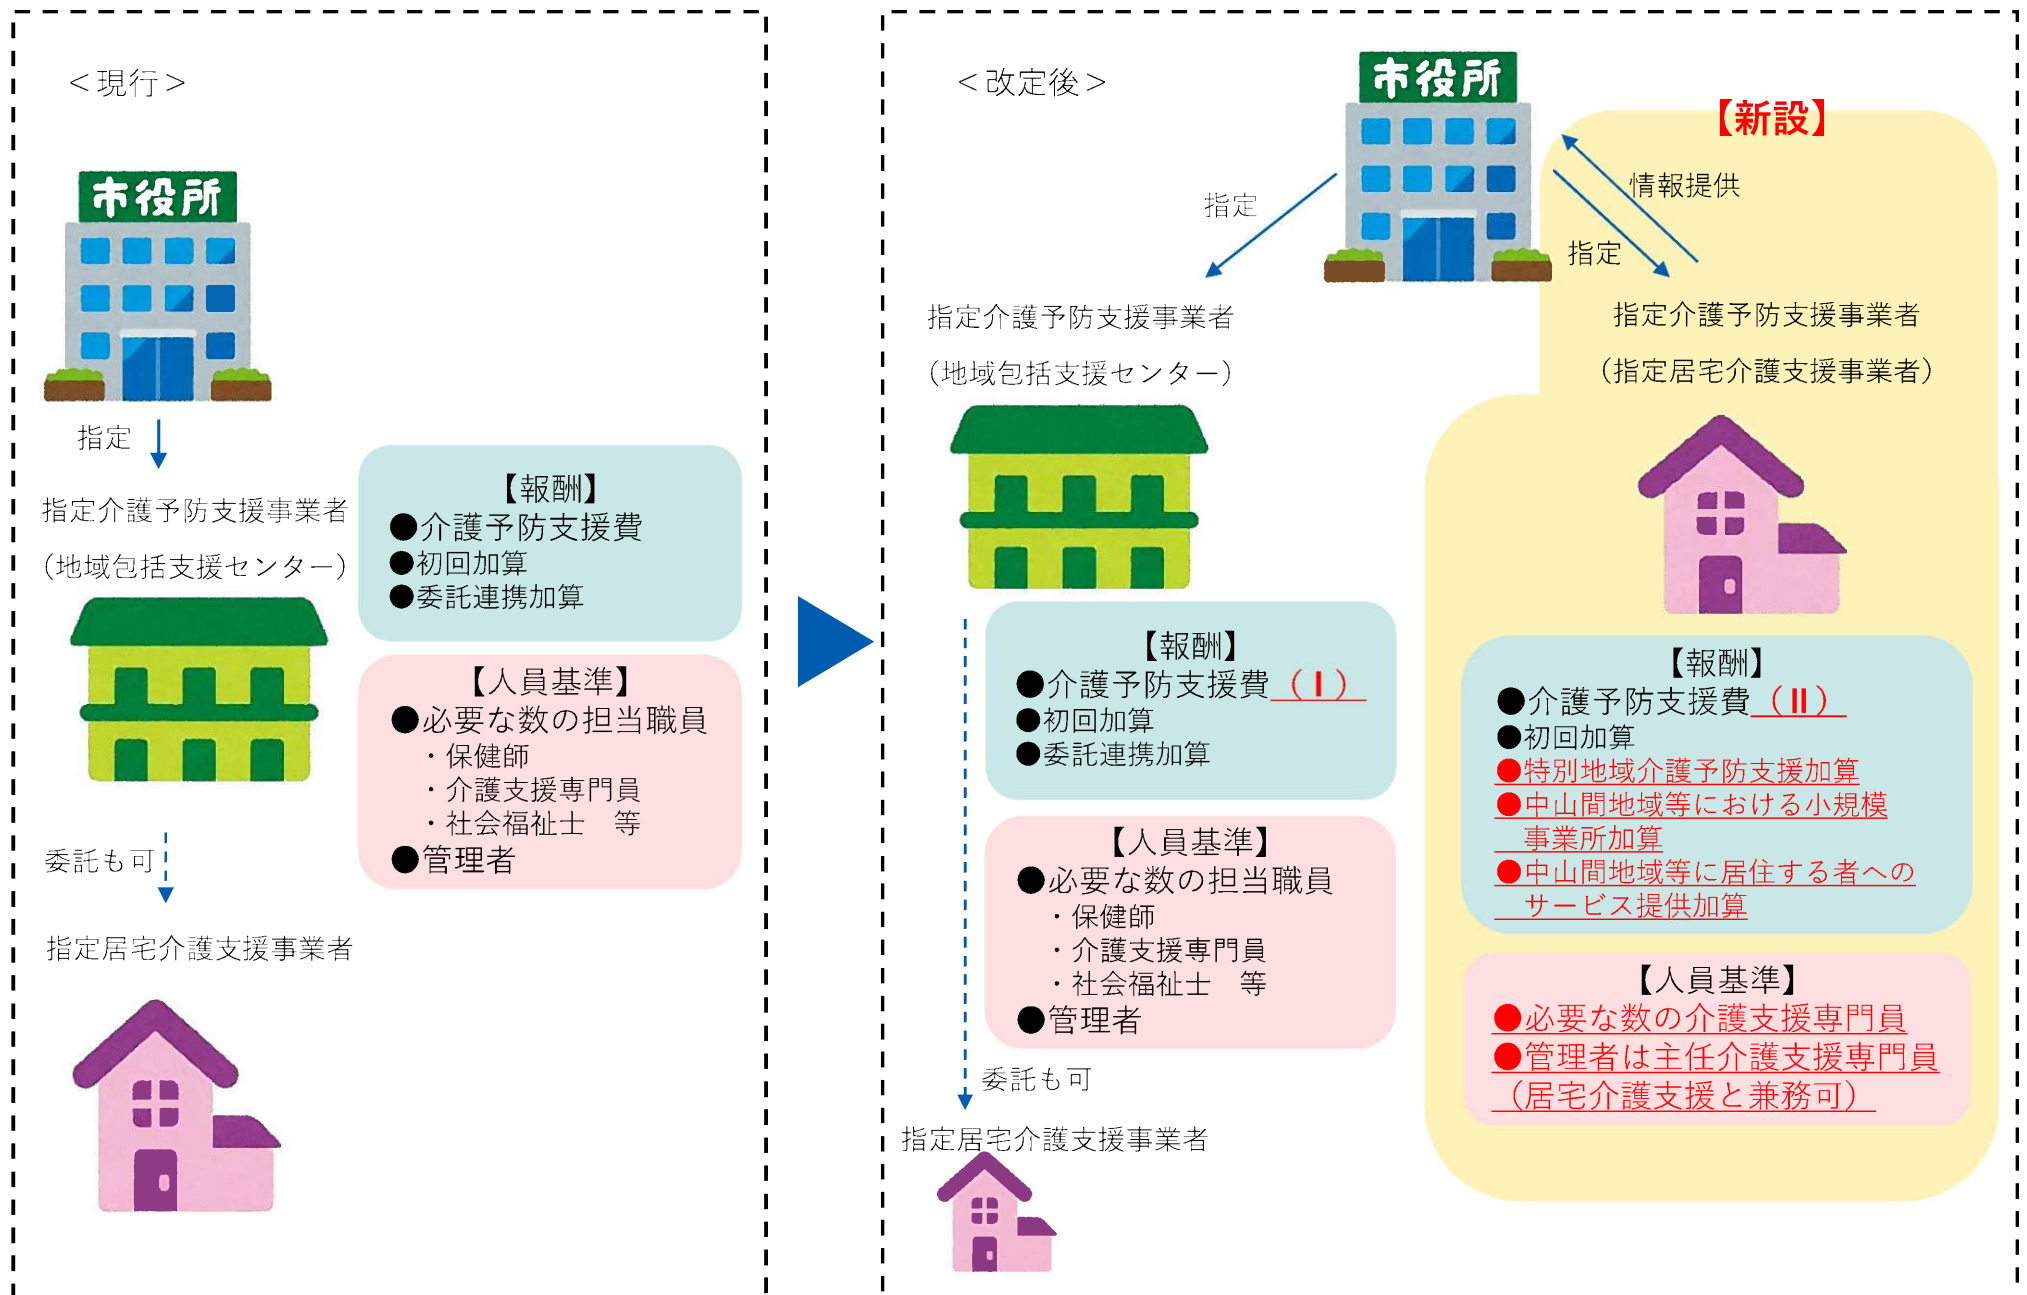 ＜現行＞
市役所
指定
指定介護予防支援事業者
（地域包括支援センター）
【報酬】
●介護予防支援費
●初回加算
●委託連携加算
【人員基準】
●必要な数の担当職員
・保健師
・介護支援専門員
・社会福祉士　等
●管理者
委託も可
指定居宅介護支援事業者
＜改定後＞
市役所
【新設】
指定
情報提供
指定
指定介護予防支援事業者
（地域包括支援センター）
【報酬】
●介護予防支援費（Ⅰ）
●初回加算
●委託連携加算
【人員基準】
●必要な数の担当職員
・保健師
・介護支援専門員
・社会福祉士　等
●管理者
委託も可
指定居宅介護支援事業者
指定介護予防支援事業者
（指定居宅介護支援事業者）
【報酬】
●介護予防支援費（Ⅱ）
●初回加算
●特別地域介護予防支援加算
●中山間地域等における小規模
事業所加算
●中山間地域等に居住する者への
サービス提供加算
【人員基準】
●必要な数の介護支援専門員
●管理者は主任介護支援専門員
（居宅介護支援と兼務可）